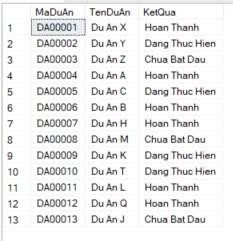 MaDuAn TenDuAn KetQua
1 DA00001 Du An X Hoan Thanh
2 DA00002 Du An Y Dang Thuc Hien
3 DA00003 Du An Z Chua Bat Dau
4 DA00004 Du An A Hoan Thanh
5 DA00005 Du An C Dang Thuc Hien
6 DA00006 Du An B Hoan Thanh
7 DA00007 Du An H Hoan Thanh
8 DA00008 Du An M Chua Bat Dau
9 DA00009 Du An K Dang Thuc Hien
10 DA00010 Du An T Dang Thuc Hien
11 DA00011 Du An L Hoan Thanh
12 DA00012 Du An Q Hoan Thanh
13 DA00013 Du An J Chua Bat Dau